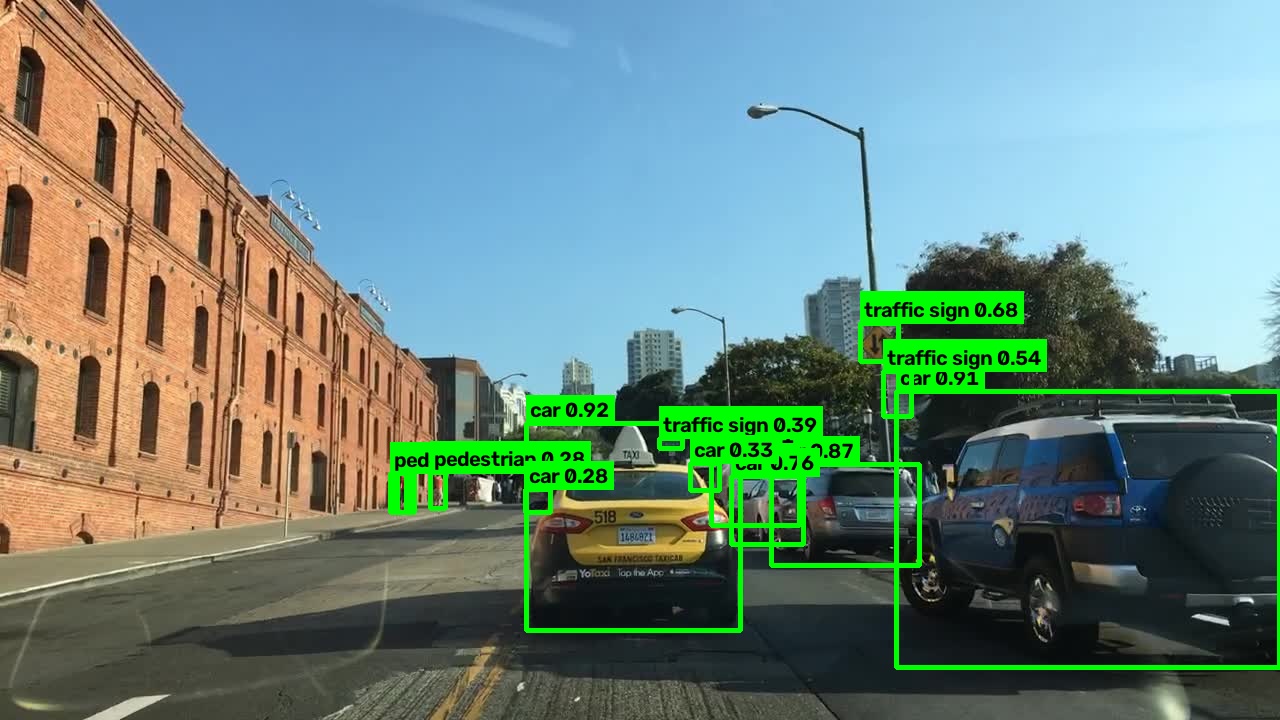 traffic sign 0.68
traffic sign 0.54
car 0.91
car 0.92
traffic sign 0.39
car 0.33
0.87
car 0.76
ped
pedestrian 0.28
car 0.28
TAXI
518
SAN FRANCISCO TAXICAB
YoTaxi Tap the App